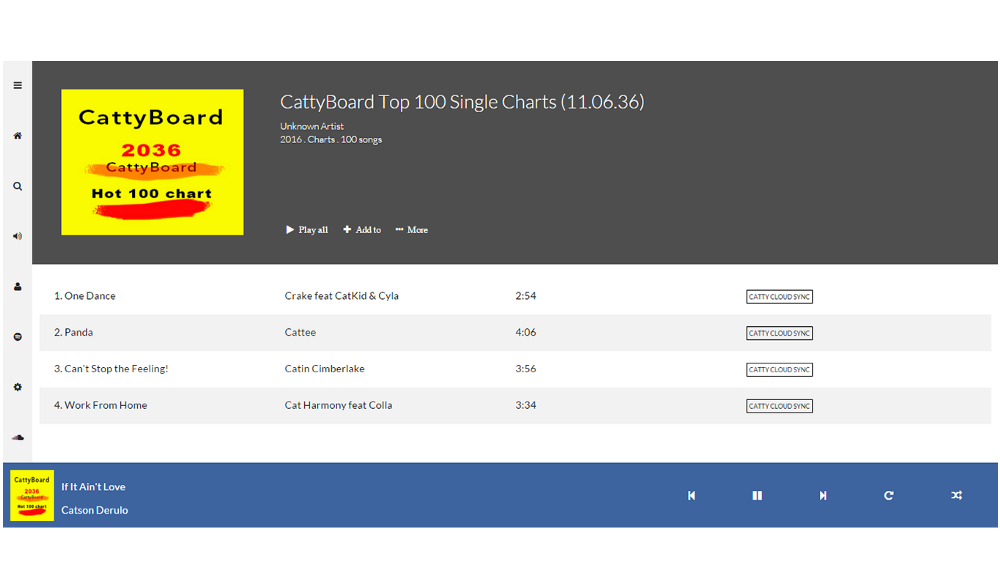 CattyBoard
2036
CattyBoard
Hot 100 chart
CattyBoard Top 100 Single Charts (11.06.36)
Unknown Artist
2016 . Charts . 100 songs
Play all Add to More
1. One Dance Crake feat CatKid & Cyla 2:54 CATTY CLOUD SYNC
2. Panda Cattee 4:06 CATTY CLOUD SYNC
3. Can't Stop the Feeling! Catin Cimberlake 3:56 CATTY CLOUD SYNC
4. Work From Home Cat Harmony feat Colla 3:34 CATTY CLOUD SYNC
CattyBoard
2036
CattyBoard
Hot 100 chart
If It Ain't Love
Catson Derulo